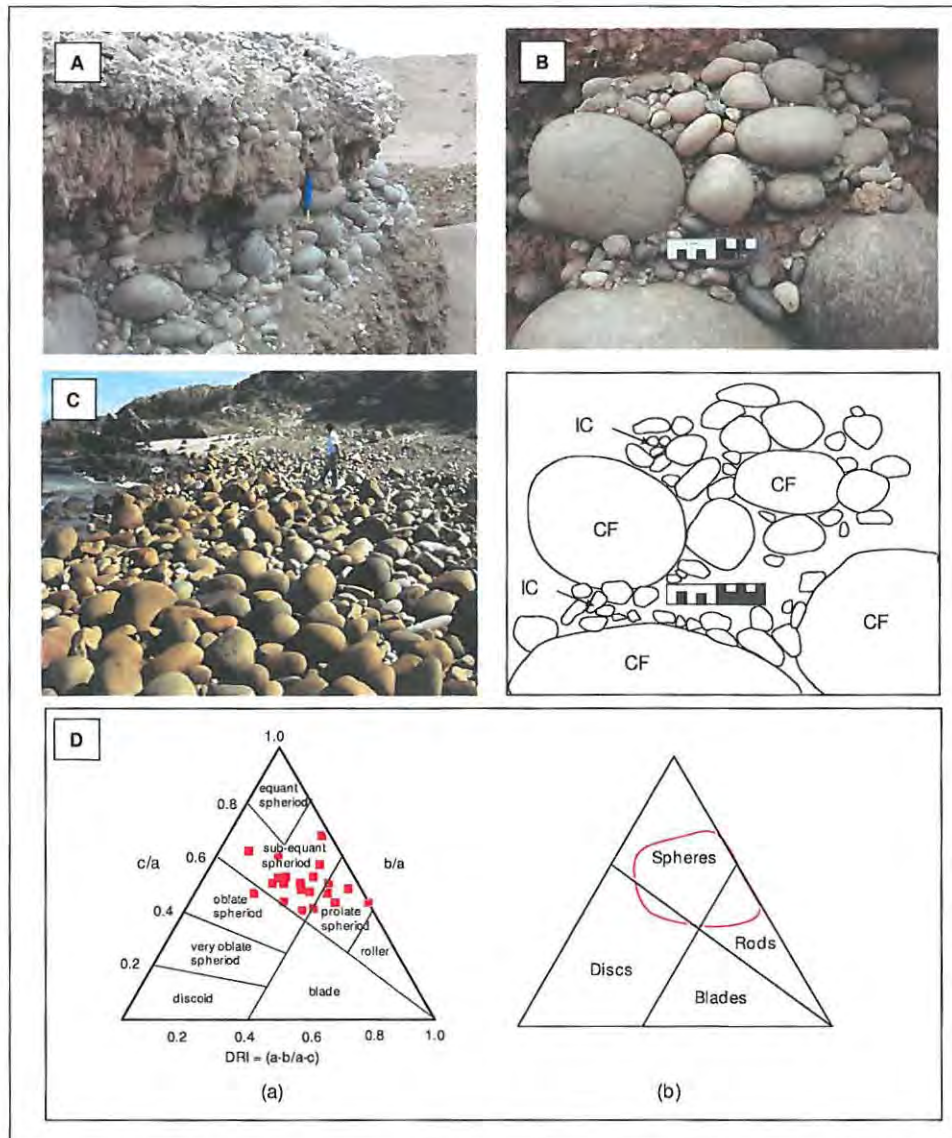 A
B
C
IC
CF
CF
IC
CF
CF
D
1.0
equant
spheriod
0.8
sub-equant
spheriod
c/a
0.6
b/a
oblate
spheriod
prolate
spheriod
0.4
roller
very oblate
spheriod
0.2
blade
discoid
0.2
0.4
0.6
0.8
1.0
DRI = (a-b/a-c)
(a)
Spheres
Rods
Discs
Blades
(b)